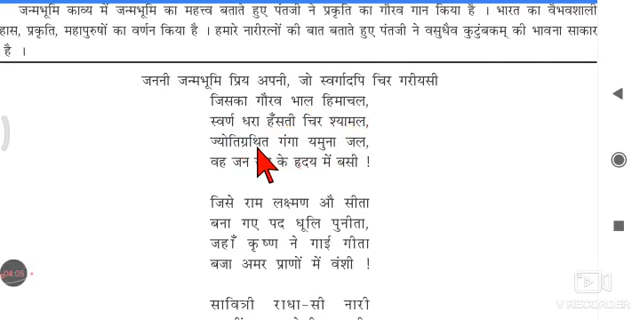 जन्मभूमि काव्य में जन्मभूमि का महत्त्व बताते हुए पंतजी ने प्रकृति का गौरव गान किया है । भारत का वैभवशाली
हास, प्रकृति, महापुरुषों का वर्णन किया है । हमारे नारीरत्नों की बात बताते हुए पंतजी ने वसुधैव कुटुंबकम् की भावना साकार
है ।
जननी जन्मभूमि प्रिय अपनी, जो स्वर्गादपि चिर गरीयसी
जिसका गौरव भाल हिमाचल,
स्वर्ण धरा हँसती चिर श्यामल,
ज्योतिग्रथित गंगा यमुना जल,
वह जन के हृदय में बसी !
जिसे राम लक्ष्मण औ सीता
बना गए पद धूलि पुनीता,
जहाँ कृष्ण ने गाई गीता
बजा अमर प्राणों में वंशी !
सावित्री राधा-सी नारी
04:05
V RECORDER